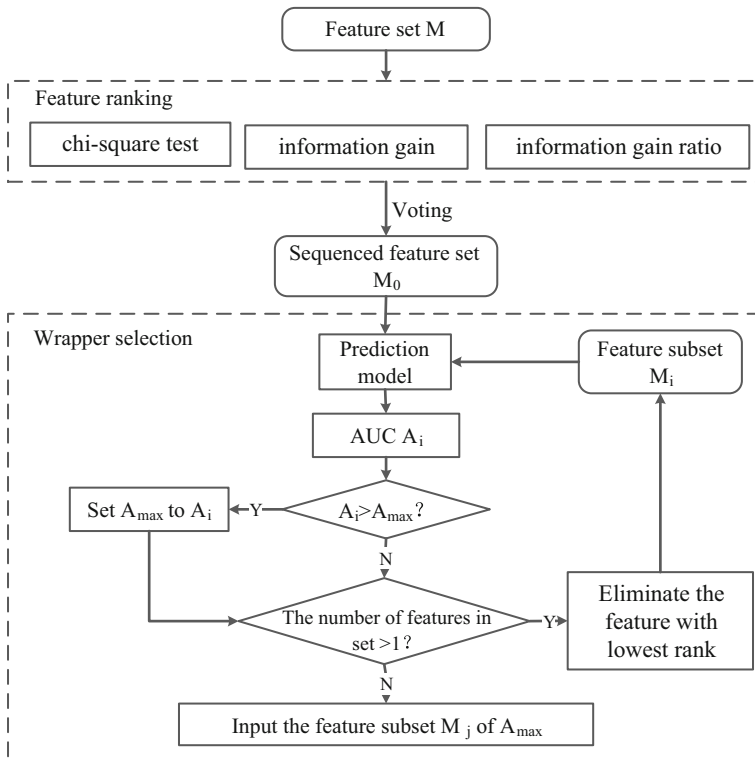 Feature set M
Feature ranking
chi-square test
information gain
information gain ratio
Voting
Sequenced feature set
M₀
Wrapper selection
Prediction
model
Feature subset
Mᵢ
AUC Aᵢ
Set Aₘₐₓ to Aᵢ
Y
Aᵢ>Aₘₐₓ?
N
The number of features in
set >1?
Y
Eliminate the
feature with
lowest rank
N
Input the feature subset M ⱼ of Aₘₐₓ